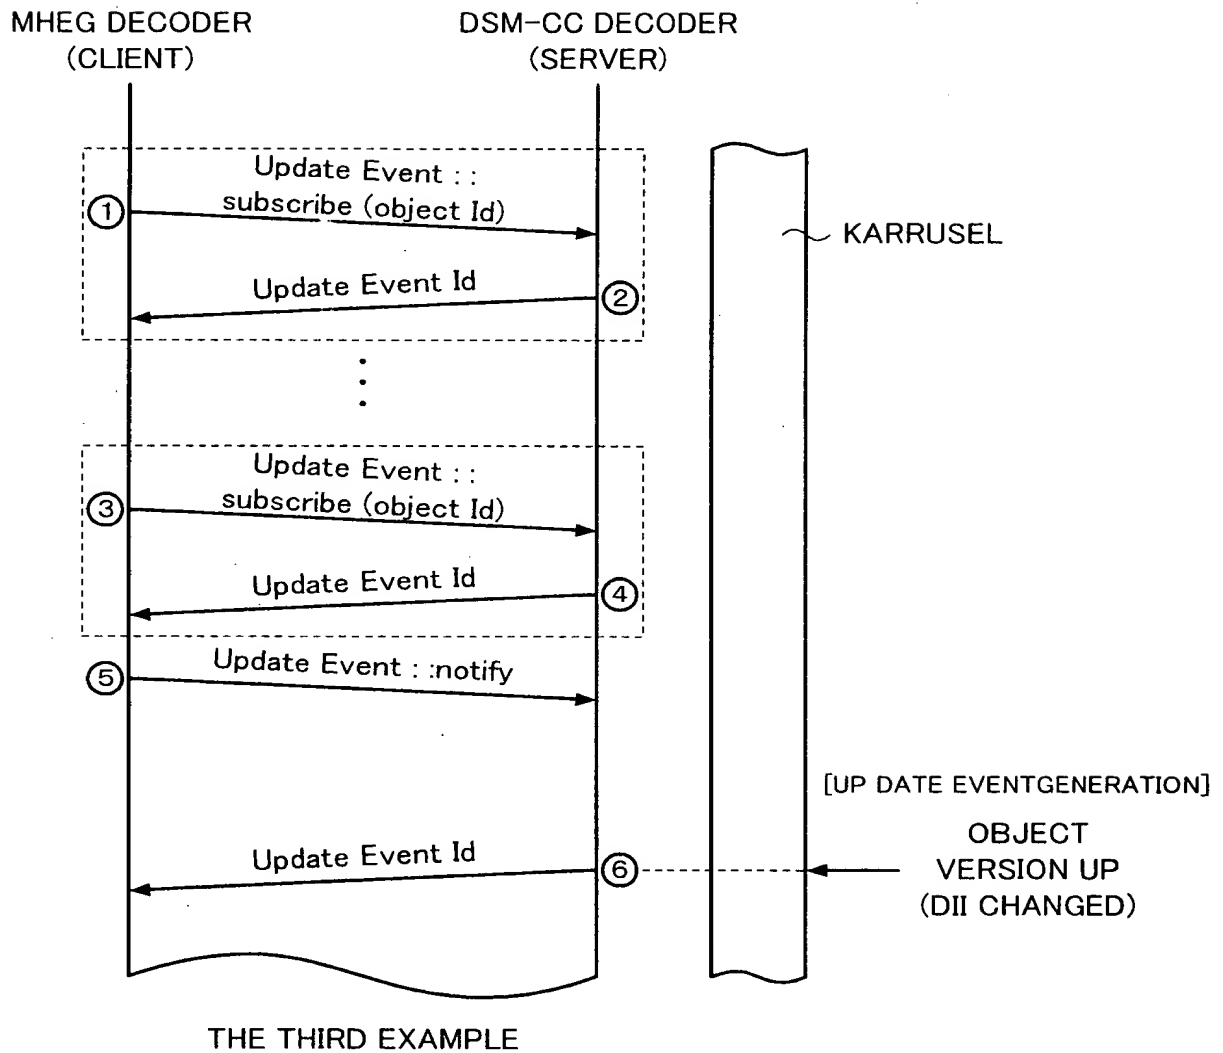 MHEG DECODER
(CLIENT)
DSM-CC DECODER
(SERVER)
Update Event : :
subscribe (object Id)
①
KARRUSEL
Update Event Id
②
Update Event : :
subscribe (object Id)
③
Update Event Id
④
Update Event : :notify
⑤
[UP DATE EVENTGENERATION]
OBJECT
VERSION UP
(DII CHANGED)
Update Event Id
⑥
THE THIRD EXAMPLE